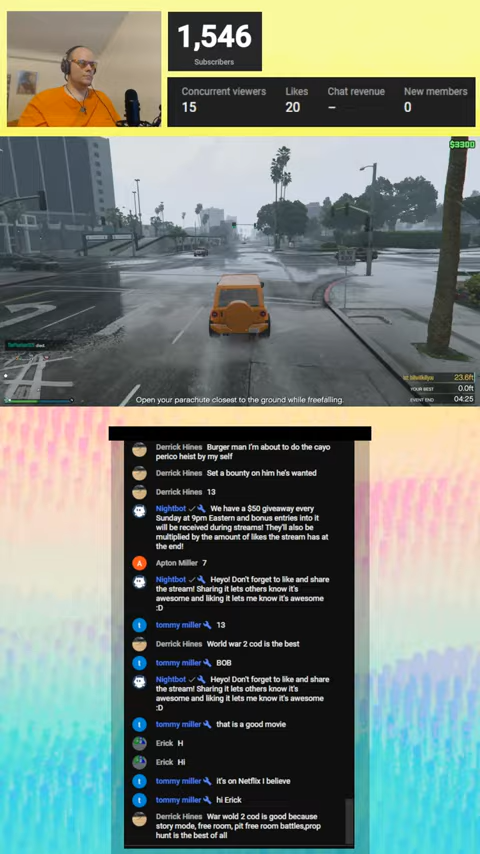 1,546
Subscribers
Concurrent viewers Likes Chat revenue New members
15 20 – 0
$3300
died.
23.6ft
YOUR BEST 0.0ft
EVENT END 04:25
Open your parachute closest to the ground while freefalling.
Derrick Hines Burger man I'm about to do the cayo
perico heist by my self
Derrick Hines Set a bounty on him he's wanted
Derrick Hines 13
Nightbot We have a $50 giveaway every
Sunday at 9pm Eastern and bonus entries into it
will be received during streams! They'll also be
multiplied by the amount of likes the stream has at
the end!
A Apton Miller 7
Nightbot Heyo! Don't forget to like and share
the stream! Sharing it lets others know it's
awesome and liking it lets me know it's awesome
:D
t tommy miller 13
Derrick Hines World war 2 cod is the best
t tommy miller BOB
Nightbot Heyo! Don't forget to like and share
the stream! Sharing it lets others know it's
awesome and liking it lets me know it's awesome
:D
t tommy miller that is a good movie
Erick H
Erick Hi
t tommy miller it's on Netflix I believe
t tommy miller hi Erick
Derrick Hines War wold 2 cod is good because
story mode, free room, pit free room battles,prop
hunt is the best of all